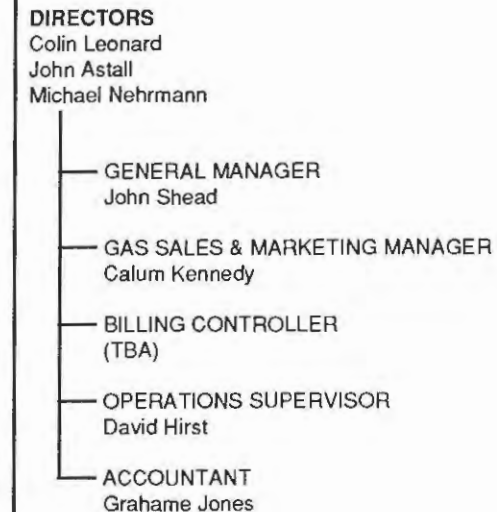 DIRECTORS
Colin Leonard
John Astall
Michael Nehrmann
GENERAL MANAGER
John Shead
GAS SALES & MARKETING MANAGER
Calum Kennedy
BILLING CONTROLLER
(TBA)
OPERATIONS SUPERVISOR
David Hirst
ACCOUNTANT
Grahame Jones